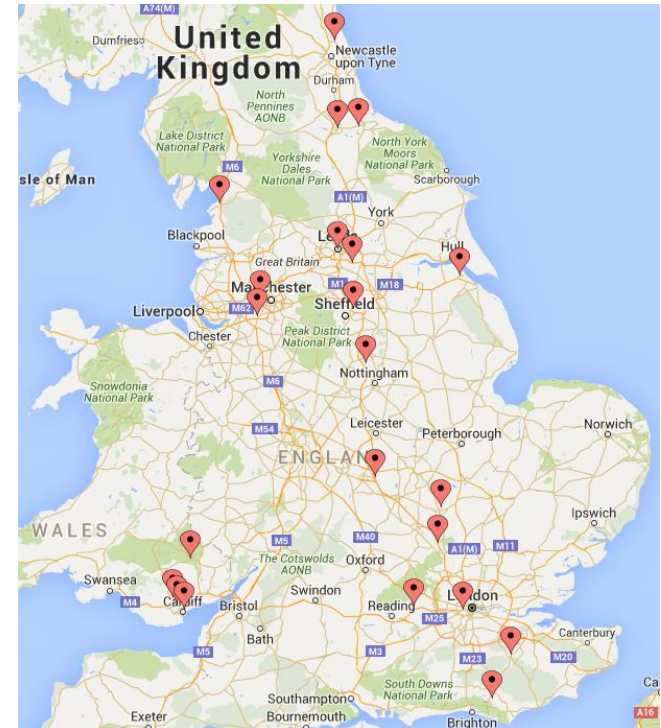 A74(M)
Dumfries
United
Kingdom
Newcastle
upon Tyne
Durham
North
Pennines
AONB
Lake District
National Park
North York
Moors
National Park
M6
Yorkshire
Dales
National Park
Scarborough
sle of Man
A1(M)
York
Blackpool
Hull
Great Britain
M1
M18
Manchester
Liverpool
M62
Sheffield
Peak District
National Park
Chester
Snowdonia
National Park
M6
Nottingham
M54
Leicester
Peterborough
Norwich
ENGLAN
WALES
Ipswich
M5
M40
A1(M)
M11
The Cotswolds
AONB
Oxford
Swansea
M4
Cardiff
Bristol
Swindon
Reading
London
M25
Bath
M5
M3
M23
M20
Canterbury
South Downs
National Park
Southampton
Bournemouth
Brighton
Exeter
Ca
A16